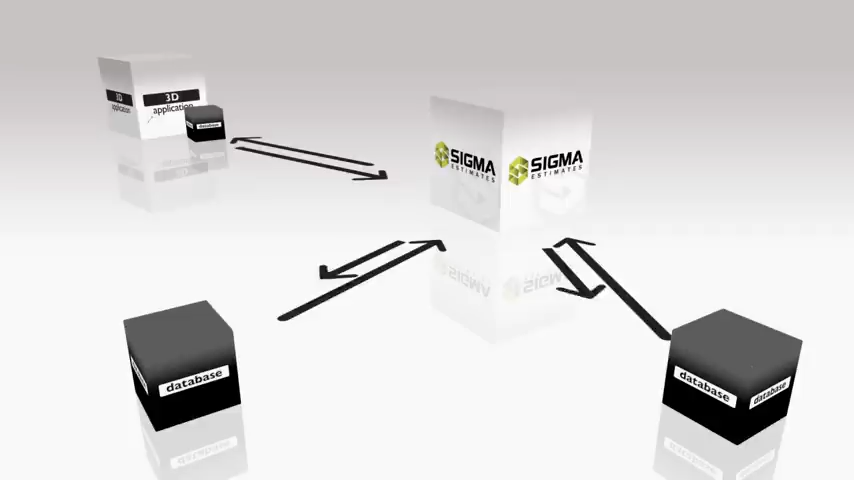 3D
application
3D
application
database
SIGMA
ESTIMATES
SIGMA
ESTIMATES
database
database
database